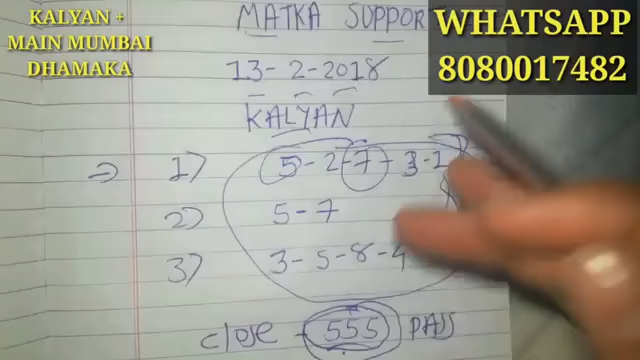 KALYAN +
MAIN MUMBAI
DHAMAKA
MATKA SUPPOR
WHATSAPP
8080017482
13-2-2018
KALYAN
⇒ 1) 5-2-7-3-1
2) 5-7
3) 3-5-8-4
close - 555 PASS